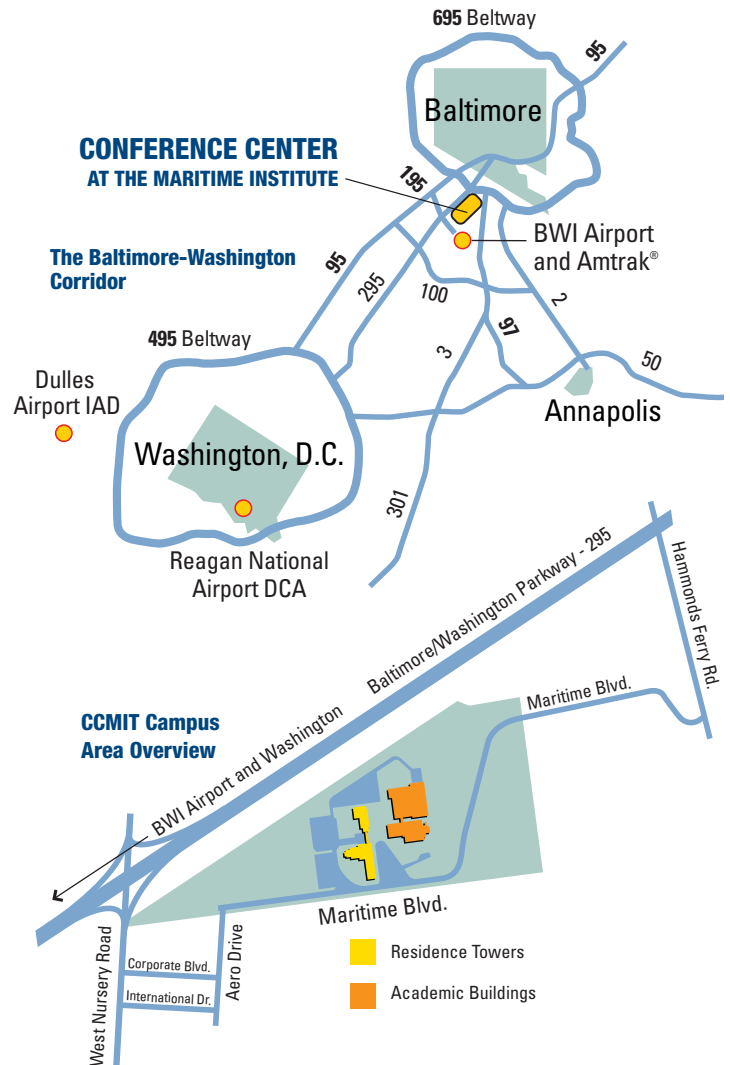 695 Beltway
95
Baltimore
CONFERENCE CENTER
AT THE MARITIME INSTITUTE
195
BWI Airport
and Amtrak®
The Baltimore-Washington
Corridor
95
295
100
2
97
3
495 Beltway
50
Dulles
Airport IAD
Annapolis
Washington, D.C.
301
Reagan National
Airport DCA
Baltimore/Washington Parkway - 295
Hammonds Ferry Rd.
Maritime Blvd.
CCMIT Campus
Area Overview
BWI Airport and Washington
Maritime Blvd.
West Nursery Road
Corporate Blvd.
International Dr.
Aero Drive
Residence Towers
Academic Buildings